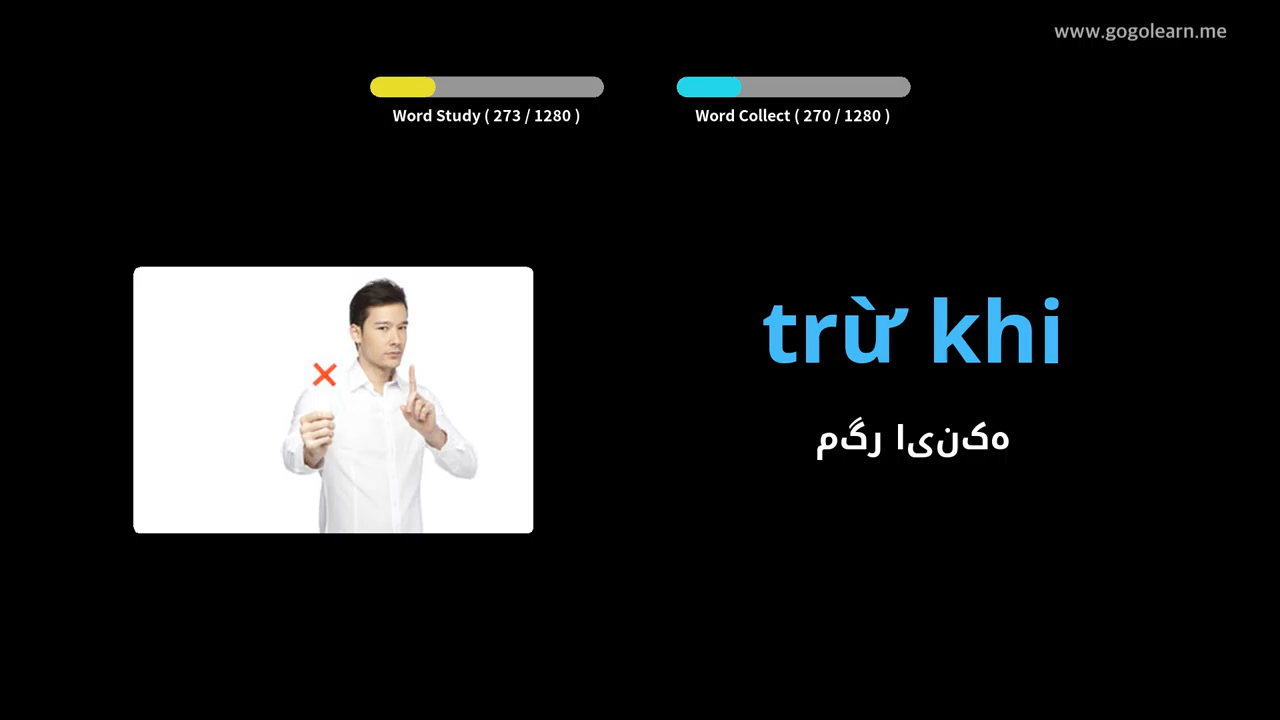 www.gogolearn.me
Word Study ( 273 / 1280 )
Word Collect ( 270 / 1280 )
trừ khi
مگر اینکه